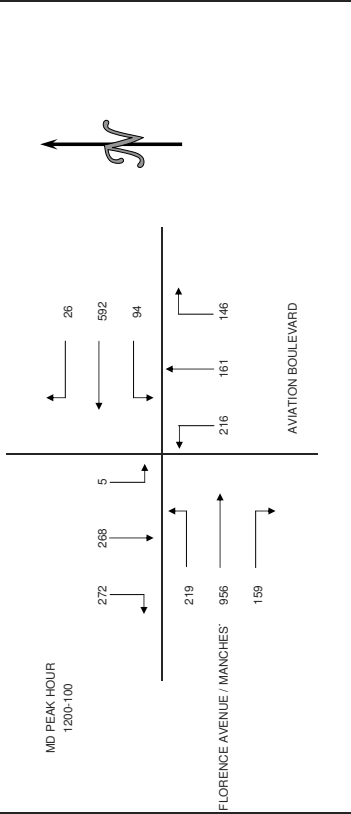 MD PEAK HOUR
1200-100
26
272 268 5 592
94
219
FLORENCE AVENUE / MANCHES
956
216 161 146
159
AVIATION BOULEVARD
N